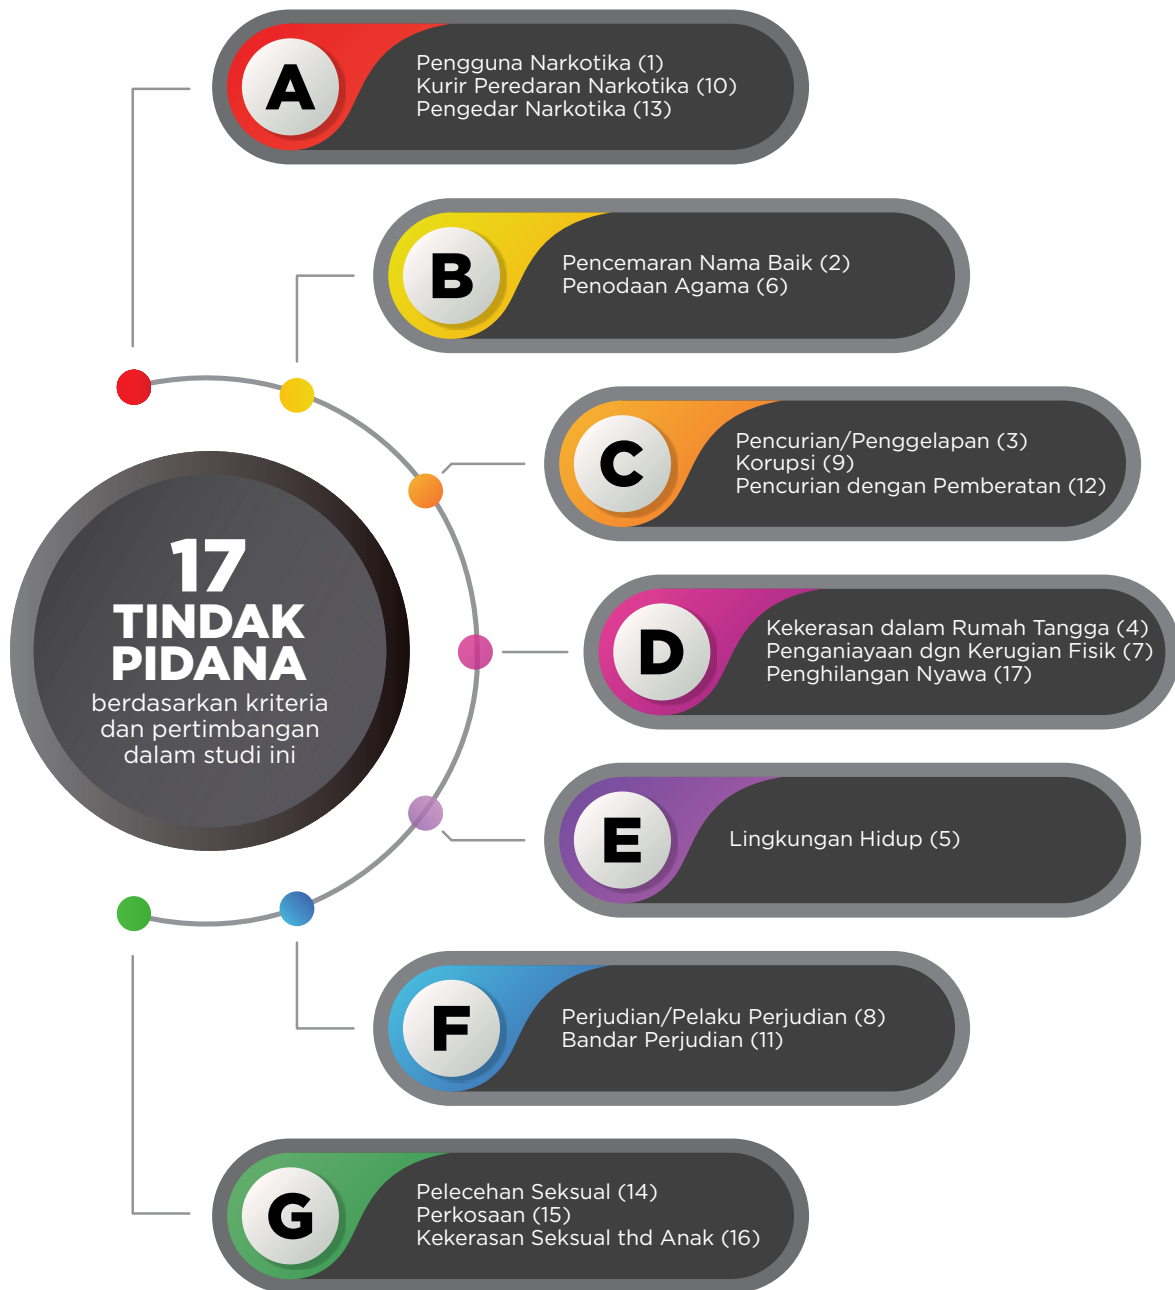 A
Pengguna Narkotika (1)
Kurir Peredaran Narkotika (10)
Pengedar Narkotika (13)
B
Pencemaran Nama Baik (2)
Penodaan Agama (6)
C
Pencurian/Penggelapan (3)
Korupsi (9)
Pencurian dengan Pemberatan (12)
17
TINDAK
PIDANA
berdasarkan kriteria
dan pertimbangan
dalam studi ini
D
Kekerasan dalam Rumah Tangga (4)
Penganiayaan dgn Kerugian Fisik (7)
Penghilangan Nyawa (17)
E
Lingkungan Hidup (5)
F
Perjudian/Pelaku Perjudian (8)
Bandar Perjudian (11)
G
Pelecehan Seksual (14)
Perkosaan (15)
Kekerasan Seksual thd Anak (16)